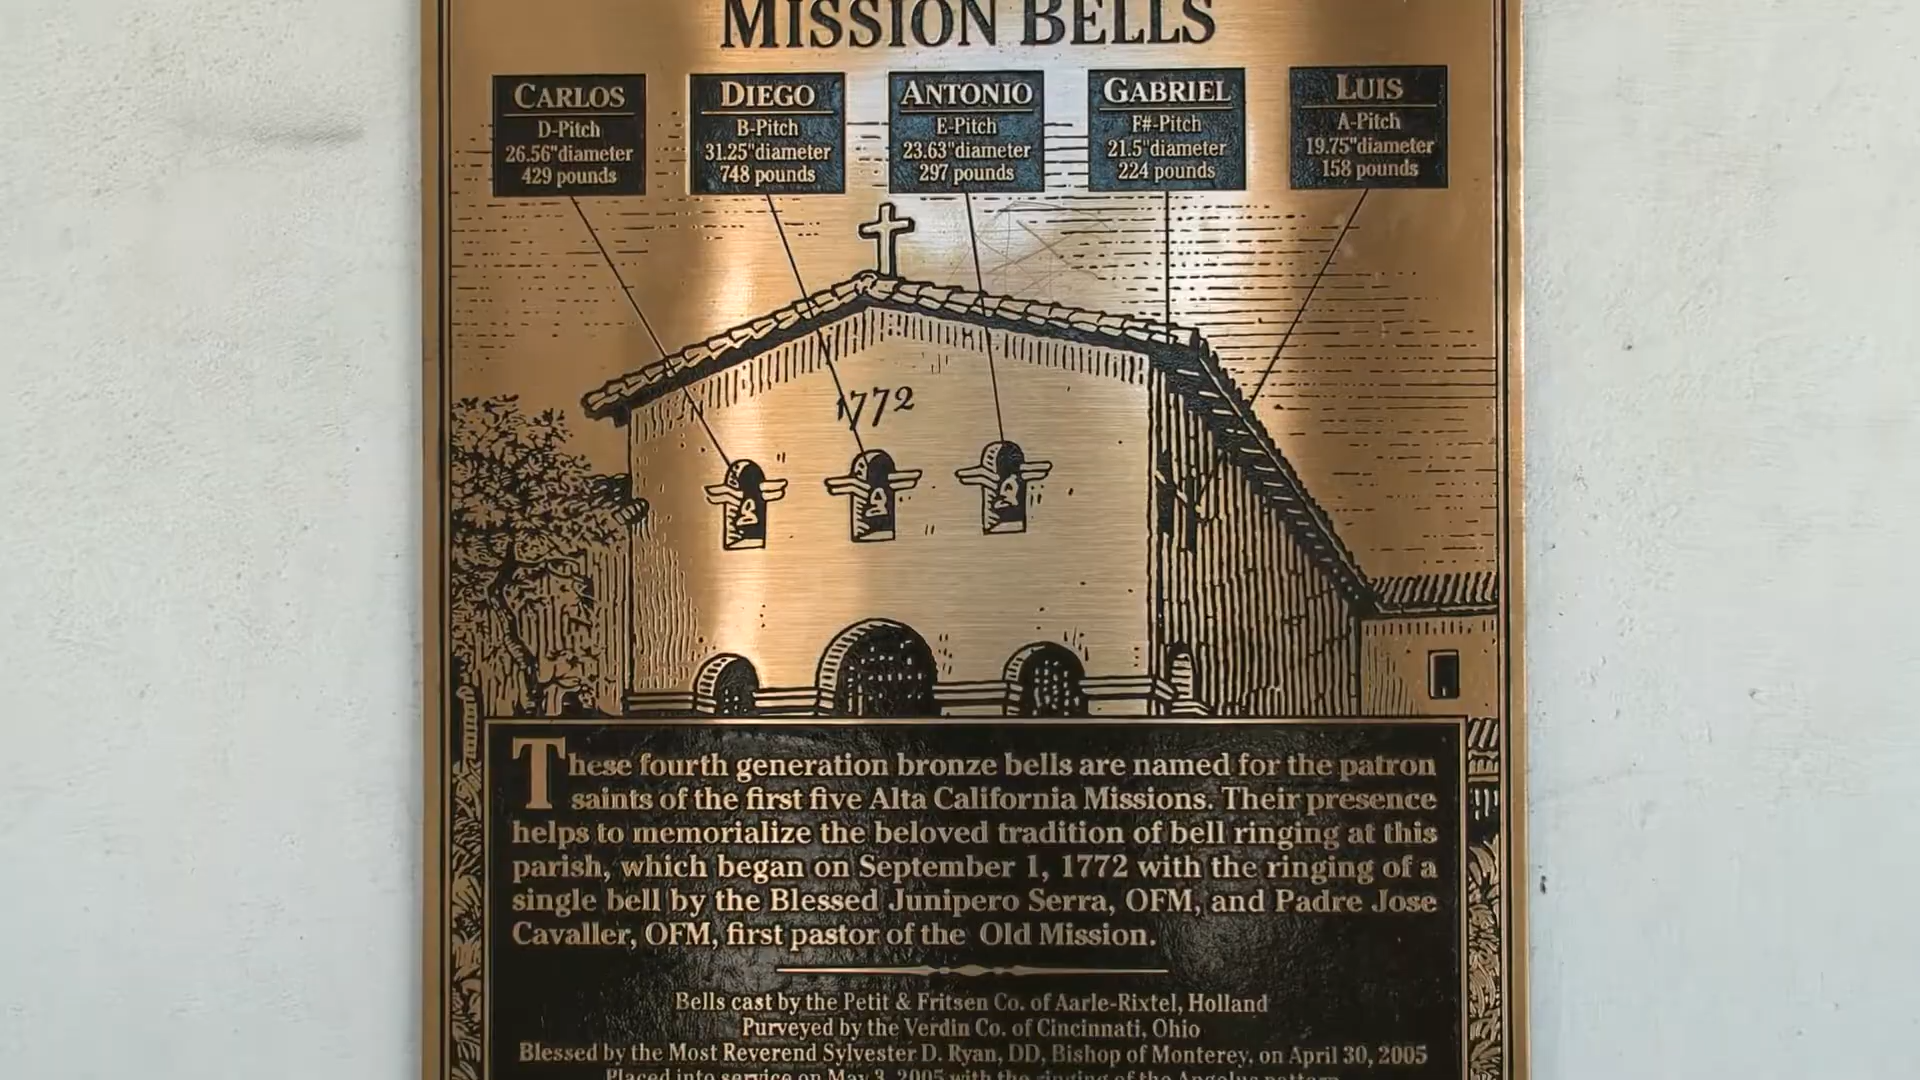 MISSION BELLS
CARLOS
D-Pitch
26.56"diameter
429 pounds
DIEGO
B-Pitch
31.25"diameter
748 pounds
ANTONIO
E-Pitch
23.63"diameter
297 pounds
GABRIEL
F#-Pitch
21.5"diameter
224 pounds
LUIS
A-Pitch
19.75"diameter
158 pounds
1772
These fourth generation bronze bells are named for the patron
saints of the first five Alta California Missions. Their presence
helps to memorialize the beloved tradition of bell ringing at this
parish, which began on September 1, 1772 with the ringing of a
single bell by the Blessed Junipero Serra, OFM, and Padre Jose
Cavaller, OFM, first pastor of the Old Mission.
Bells cast by the Petit & Fritsen Co. of Aarle-Rixtel, Holland
Purveyed by the Verdin Co. of Cincinnati, Ohio
Blessed by the Most Reverend Sylvester D. Ryan, DD, Bishop of Monterey, on April 30, 2005
Placed into service on May 3, 2005 with the ringing of the Angelus pattern